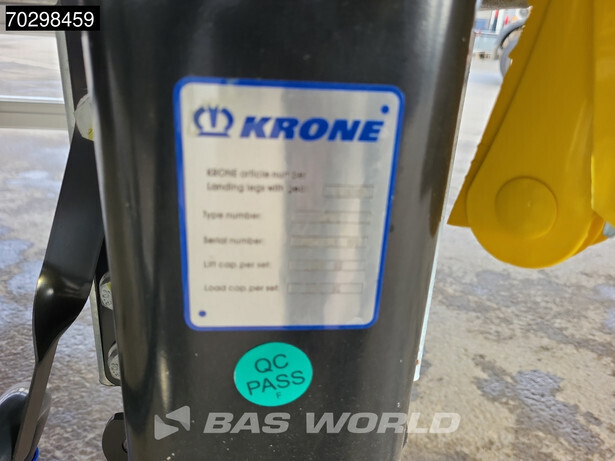 70298459
KRONE
KRONE article number
Landing legs with gear
Type number:
Serial number:
Lift cap. per set:
Load cap. per set:
QC
PASS
BAS WORLD